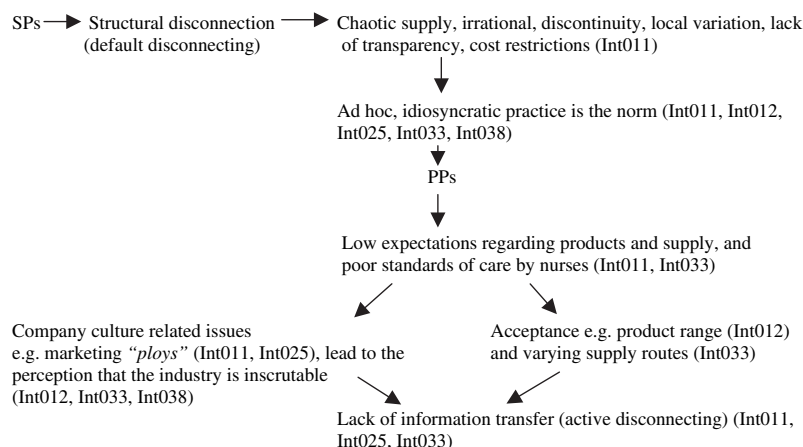 SPs
Structural disconnection
(default disconnecting)
Chaotic supply, irrational, discontinuity, local variation, lack
of transparency, cost restrictions (Int011)
Ad hoc, idiosyncratic practice is the norm (Int011, Int012,
Int025, Int033, Int038)
PPs
Low expectations regarding products and supply, and
poor standards of care by nurses (Int011, Int033)
Company culture related issues
e.g. marketing “ploys” (Int011, Int025), lead to the
perception that the industry is inscrutable
(Int012, Int033, Int038)
Acceptance e.g. product range (Int012)
and varying supply routes (Int033)
Lack of information transfer (active disconnecting) (Int011,
Int025, Int033)